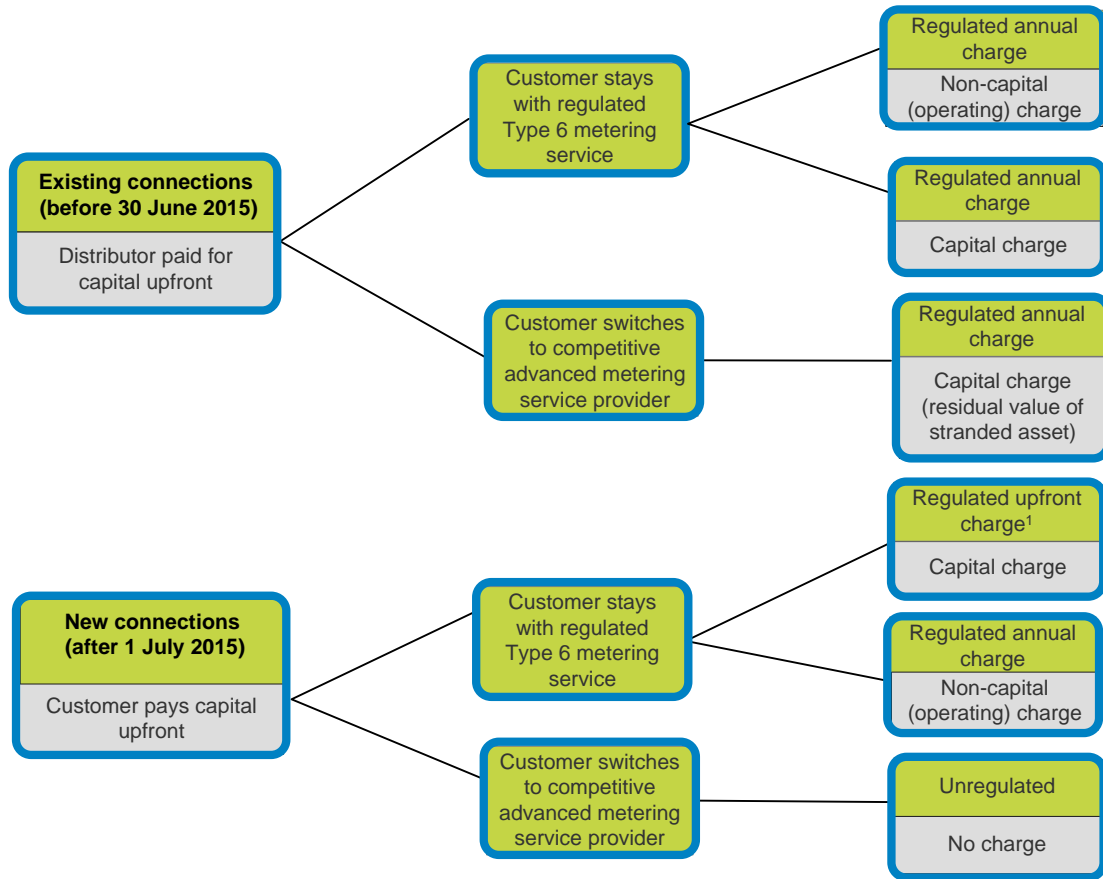 Existing connections
(before 30 June 2015)
Distributor paid for
capital upfront
Customer stays
with regulated
Type 6 metering
service
Regulated annual
charge
Non-capital
(operating) charge
Regulated annual
charge
Capital charge
Customer switches
to competitive
advanced metering
service provider
Regulated annual
charge
Capital charge
(residual value of
stranded asset)
New connections
(after 1 July 2015)
Customer pays capital
upfront
Customer stays
with regulated
Type 6 metering
service
Regulated upfront
charge¹
Capital charge
Regulated annual
charge
Non-capital
(operating) charge
Customer switches
to competitive
advanced metering
service provider
Unregulated
No charge